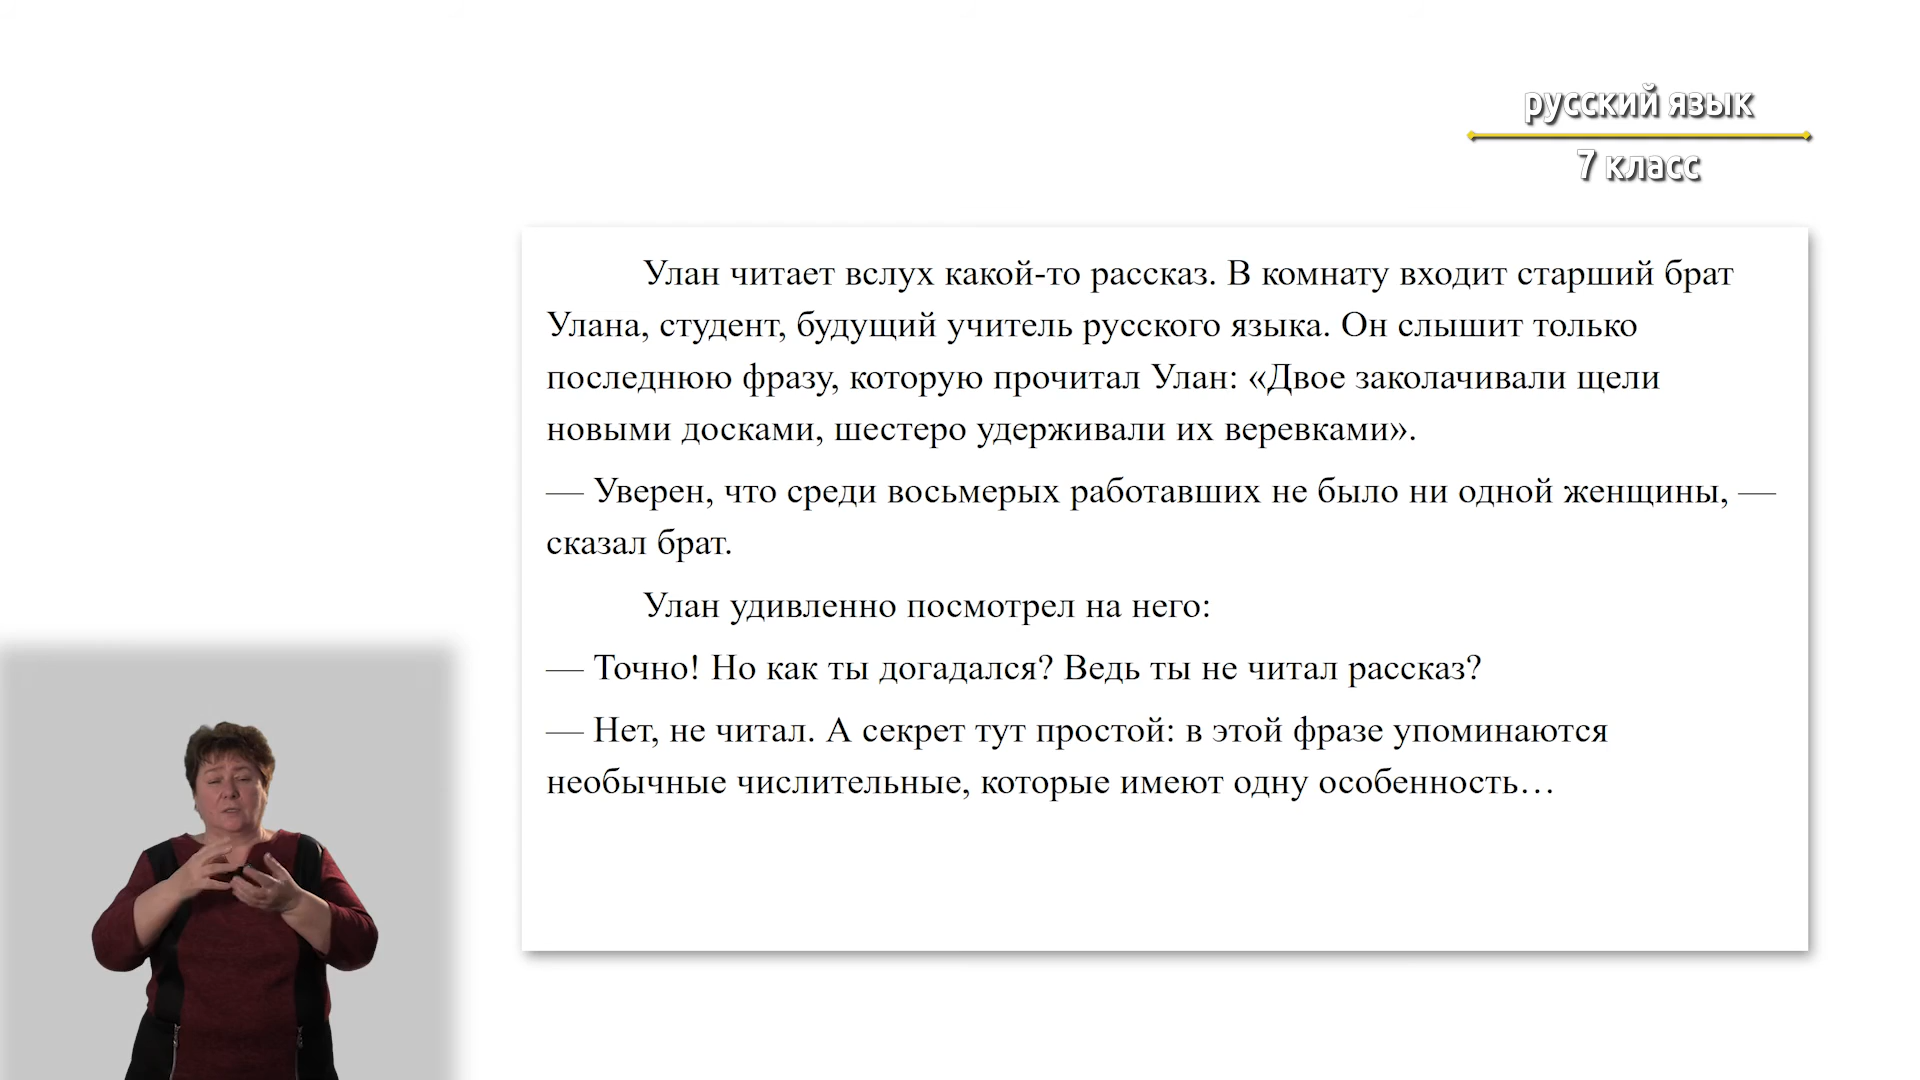 русский язык
7 класс
Улан читает вслух какой-то рассказ. В комнату входит старший брат
Улана, студент, будущий учитель русского языка. Он слышит только
последнюю фразу, которую прочитал Улан: «Двое заколачивали щели
новыми досками, шестеро удерживали их веревками».
— Уверен, что среди восьмерых работавших не было ни одной женщины, —
сказал брат.
Улан удивленно посмотрел на него:
— Точно! Но как ты догадался? Ведь ты не читал рассказ?
— Нет, не читал. А секрет тут простой: в этой фразе упоминаются
необычные числительные, которые имеют одну особенность…